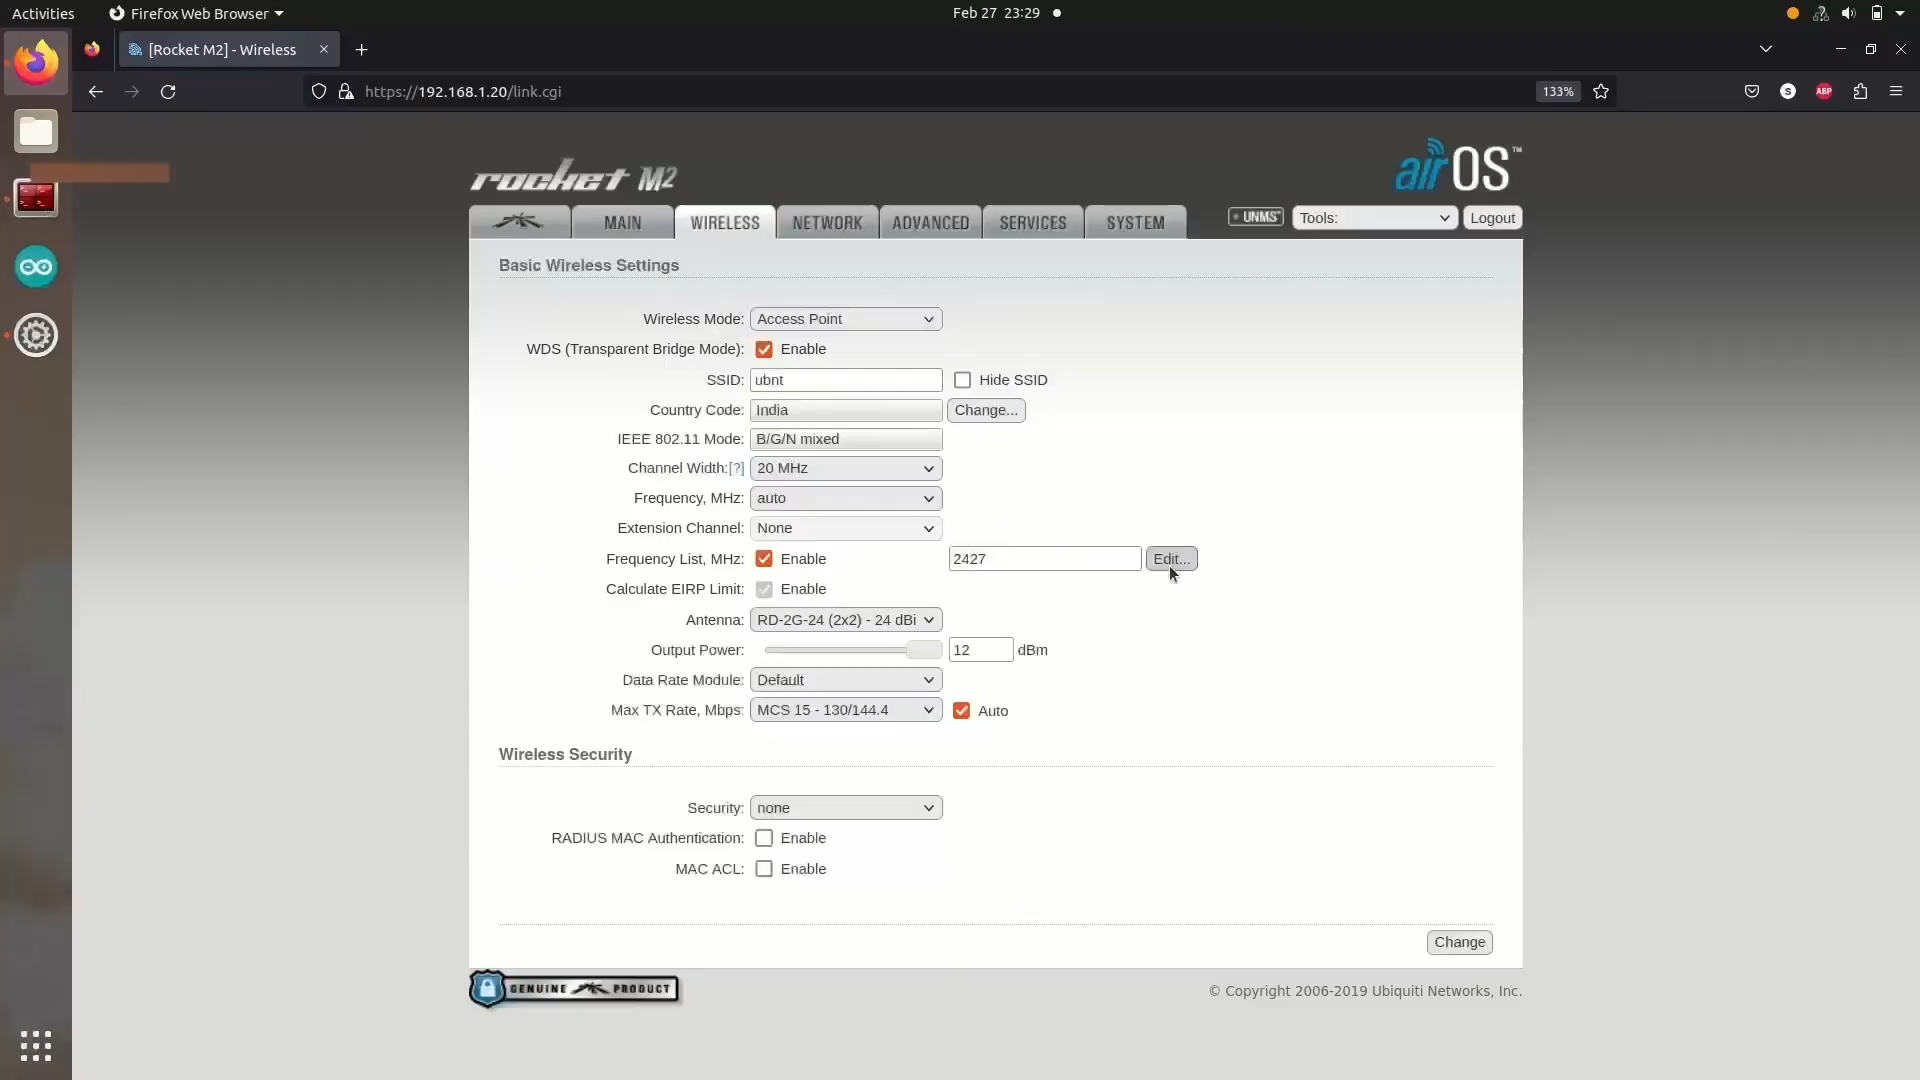 Activities Firefox Web Browser Feb 27 23:29
[Rocket M2] - Wireless
https://192.168.1.20/link.cgi 133% S ABP
rocket M2 airOS™
MAIN WIRELESS NETWORK ADVANCED SERVICES SYSTEM UNMS Tools: Logout
Basic Wireless Settings
Wireless Mode: Access Point
WDS (Transparent Bridge Mode): Enable
SSID: ubnt Hide SSID
Country Code: India Change...
IEEE 802.11 Mode: B/G/N mixed
Channel Width:[?] 20 MHz
Frequency, MHz: auto
Extension Channel: None
Frequency List, MHz: Enable 2427 Edit...
Calculate EIRP Limit: Enable
Antenna: RD-2G-24 (2x2) - 24 dBi
Output Power: 12 dBm
Data Rate Module: Default
Max TX Rate, Mbps: MCS 15 - 130/144.4 Auto
Wireless Security
Security: none
RADIUS MAC Authentication: Enable
MAC ACL: Enable
Change
GENUINE PRODUCT
© Copyright 2006-2019 Ubiquiti Networks, Inc.